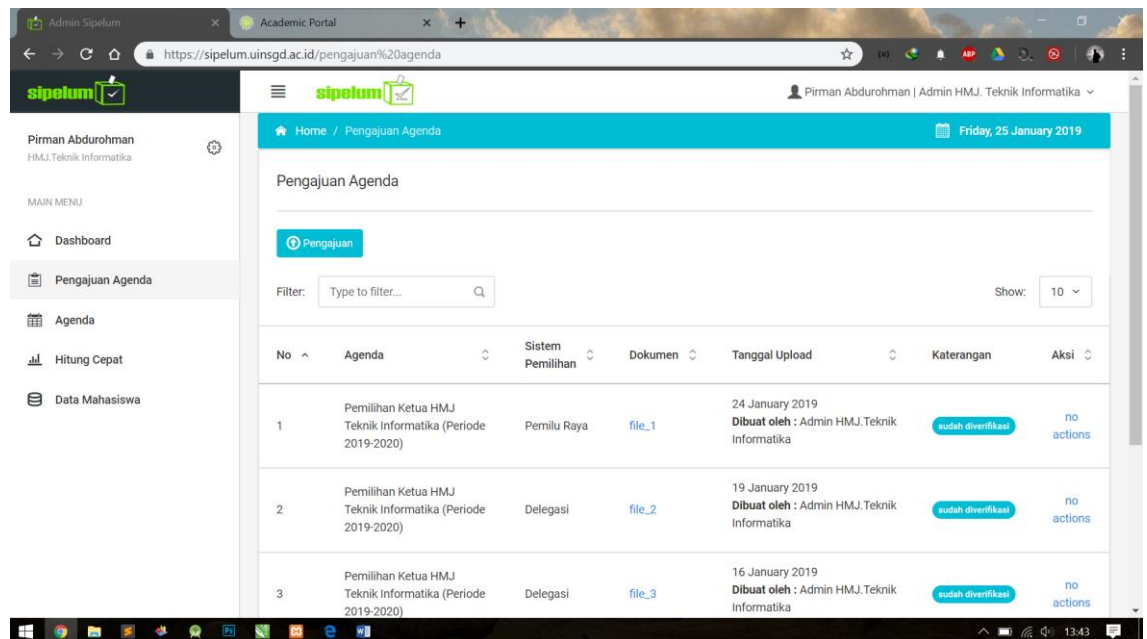 Admin Sipelum
Academic Portal
https://sipelum.uinsgd.ac.id/pengajuan%20agenda
ABP
sipelum
sipelum
Pirman Abdurohman | Admin HMJ. Teknik Informatika
Pirman Abdurohman
HMJ.Teknik Informatika
MAIN MENU
Dashboard
Pengajuan Agenda
Agenda
Hitung Cepat
Data Mahasiswa
Home / Pengajuan Agenda
Friday, 25 January 2019
Pengajuan Agenda
Pengajuan
Filter: Type to filter...
Show: 10
No Agenda Sistem Pemilihan Dokumen Tanggal Upload Katerangan Aksi
1
Pemilihan Ketua HMJ
Teknik Informatika (Periode
2019-2020)
Pemilu Raya
file_1
24 January 2019
Dibuat oleh : Admin HMJ.Teknik
Informatika
sudah diverifikasi
no
actions
2
Pemilihan Ketua HMJ
Teknik Informatika (Periode
2019-2020)
Delegasi
file_2
19 January 2019
Dibuat oleh : Admin HMJ.Teknik
Informatika
sudah diverifikasi
no
actions
3
Pemilihan Ketua HMJ
Teknik Informatika (Periode
2019-2020)
Delegasi
file_3
16 January 2019
Dibuat oleh : Admin HMJ.Teknik
Informatika
sudah diverifikasi
no
actions
Ps
13:43